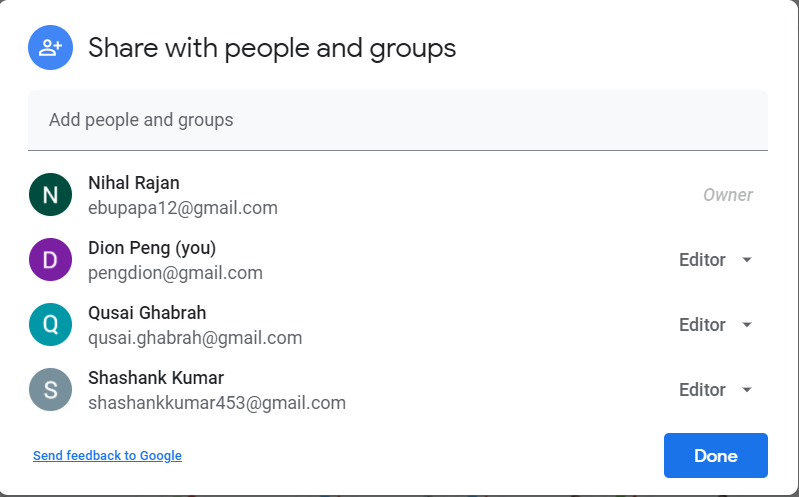 Share with people and groups
Add people and groups
N
Nihal Rajan
ebupapa12@gmail.com
Owner
D
Dion Peng (you)
pengdion@gmail.com
Editor
Q
Qusai Ghabrah
qusai.ghabrah@gmail.com
Editor
S
Shashank Kumar
shashankkumar453@gmail.com
Editor
Send feedback to Google
Done